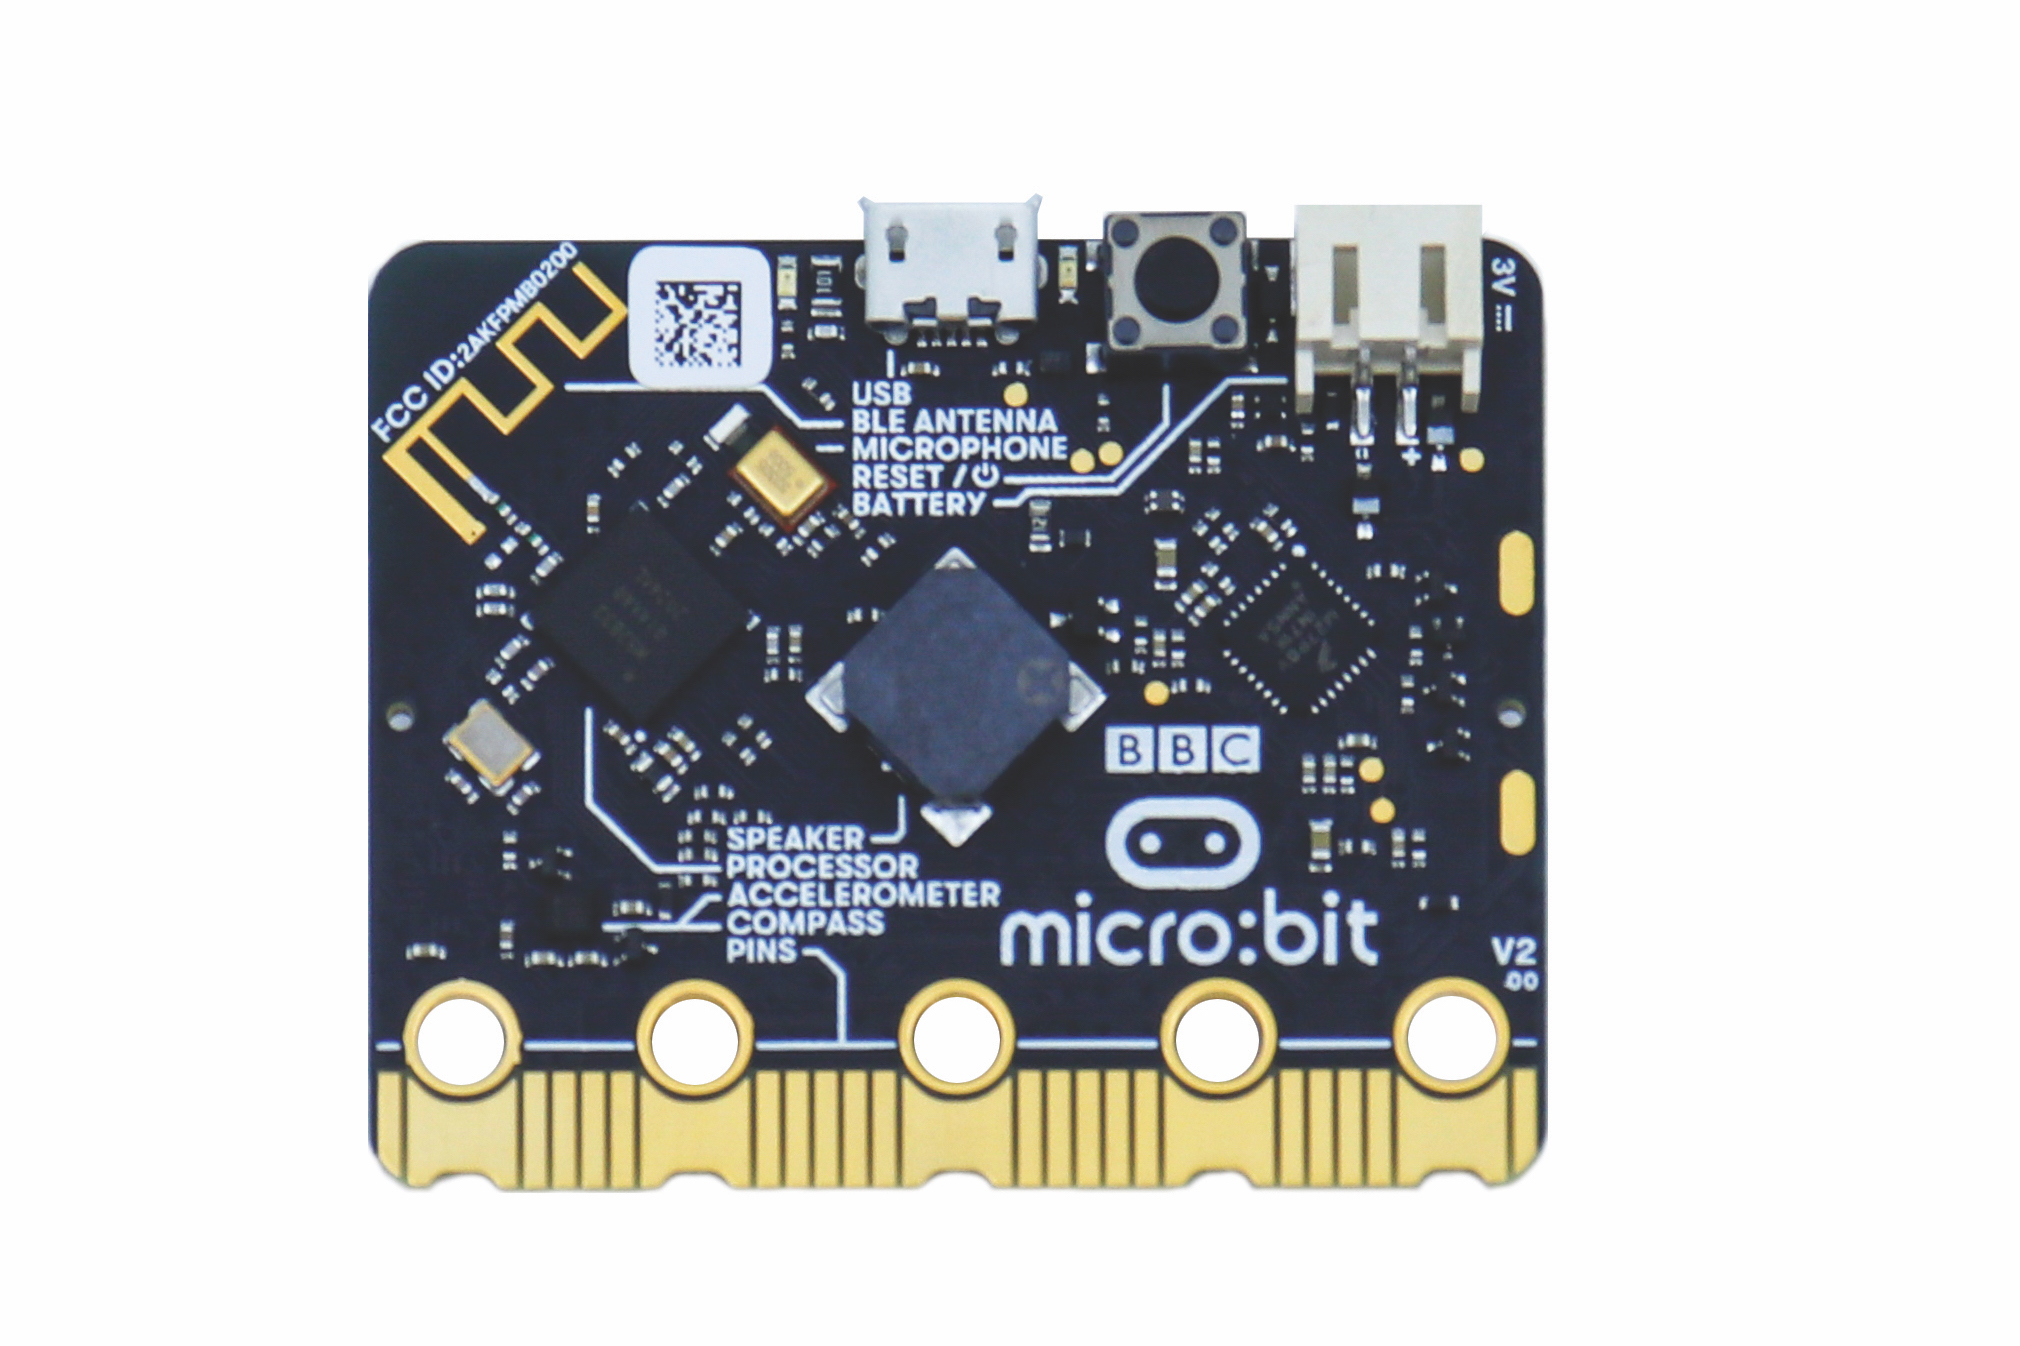 FCC ID:2AKFPMBD200
3V
USB
BLE ANTENNA
MICROPHONE
RESET /
BATTERY
+
BBC
SPEAKER
PROCESSOR
ACCELEROMETER
COMPASS
PINS
micro:bit
V2
.00